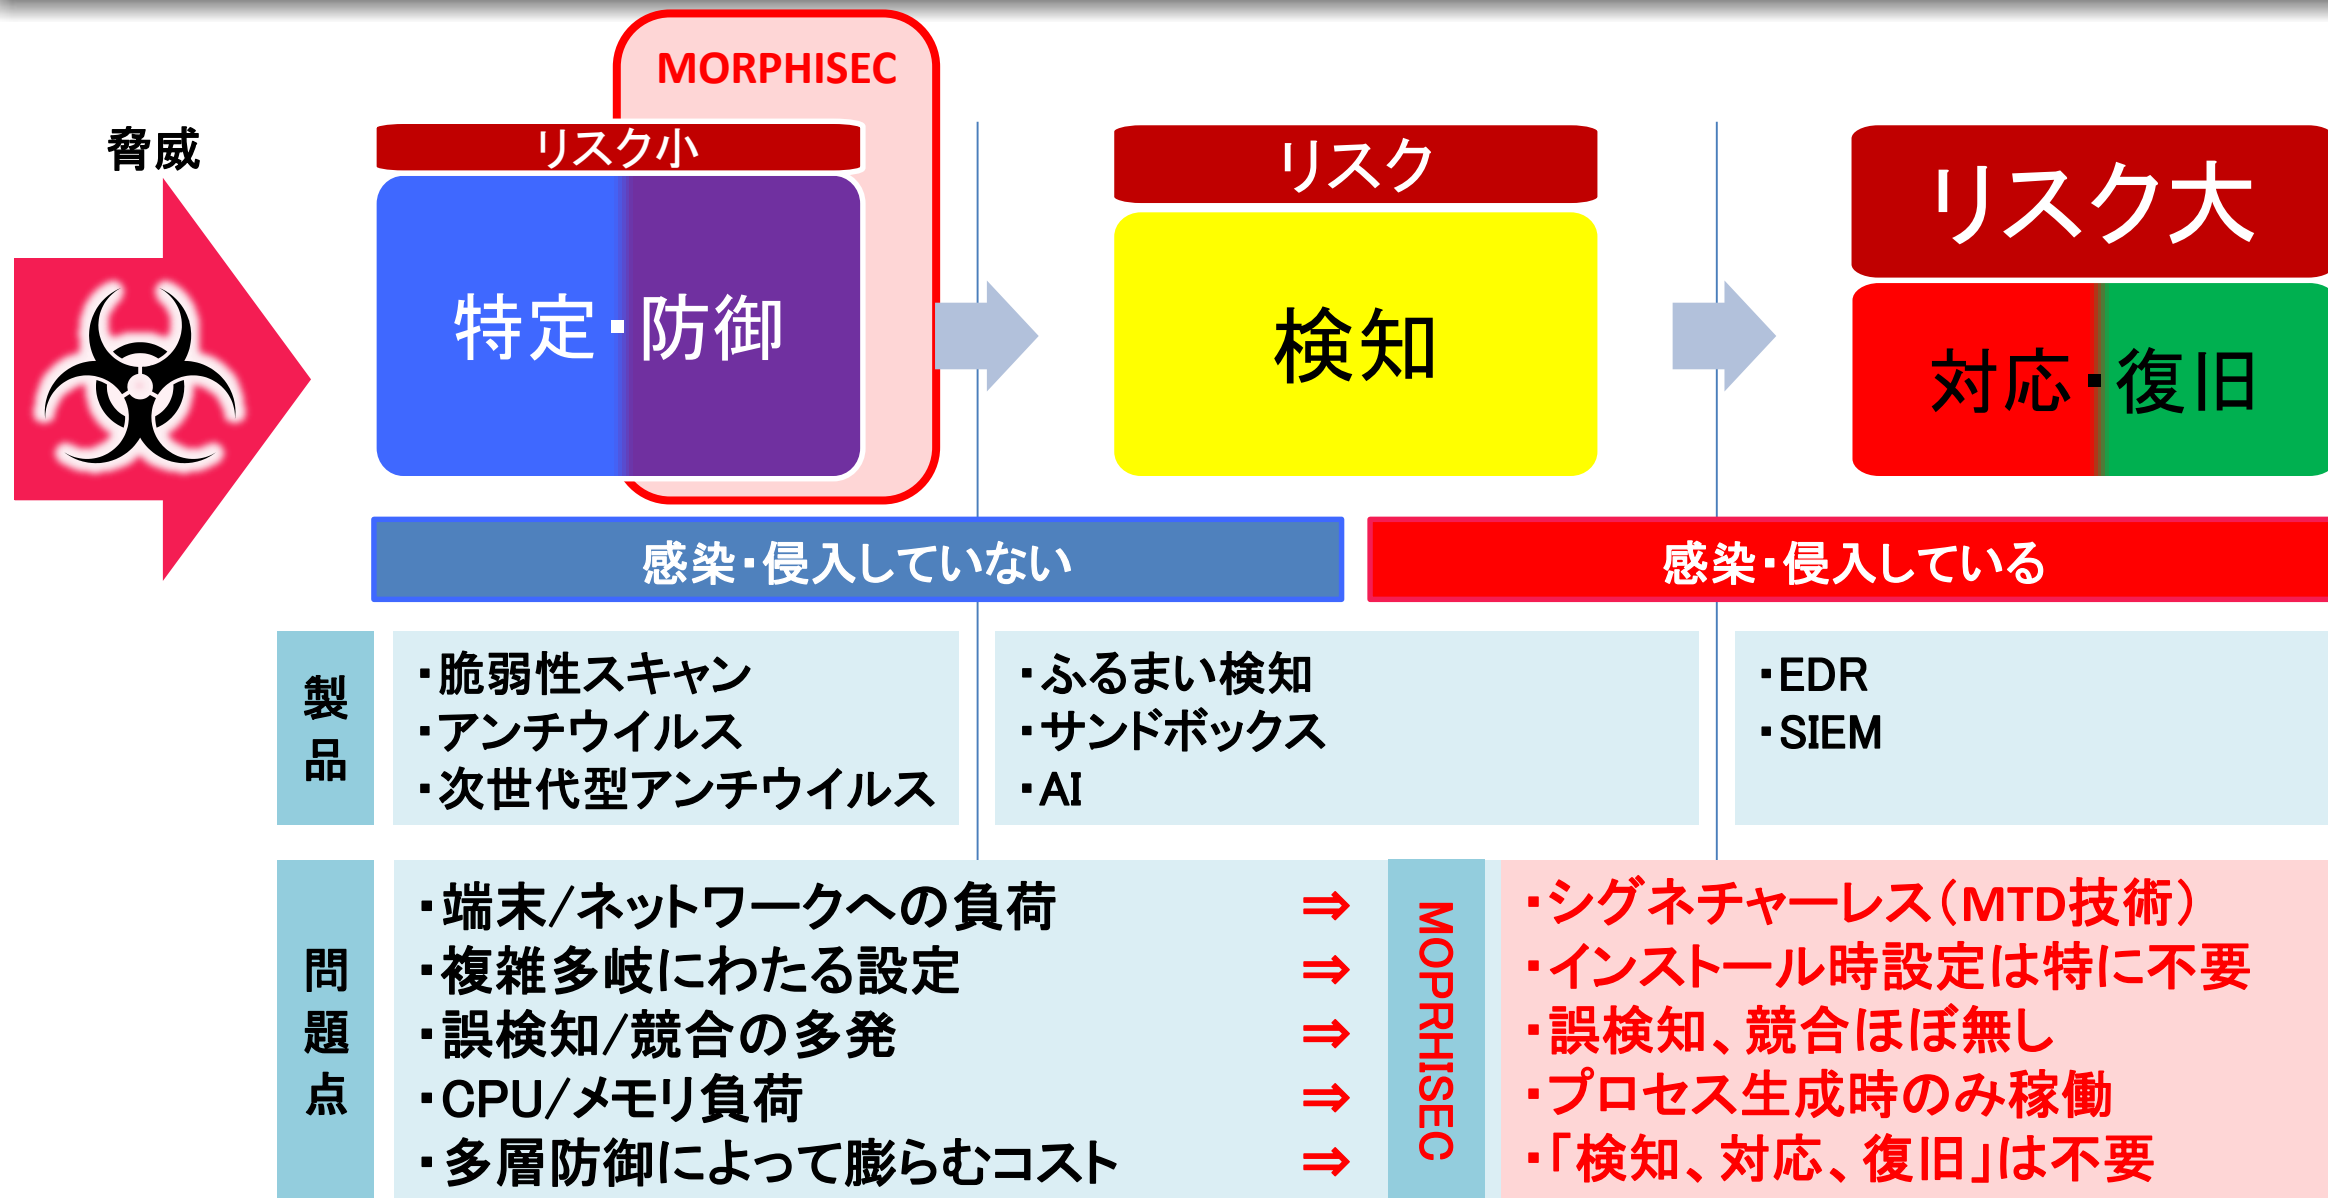 MORPHISEC
脅威
リスク小
リスク
リスク大
特定・防御
検知
対応・復旧
感染・侵入していない
感染・侵入している
製品
・脆弱性スキャン
・アンチウイルス
・次世代型アンチウイルス
・ふるまい検知
・サンドボックス
・AI
・EDR
・SIEM
問題点
・端末/ネットワークへの負荷 ⇒
・複雑多岐にわたる設定 ⇒
・誤検知/競合の多発 ⇒
・CPU/メモリ負荷 ⇒
・多層防御によって膨らむコスト ⇒
MOPRHISEC
・シグネチャーレス（MTD技術）
・インストール時設定は特に不要
・誤検知、競合ほぼ無し
・プロセス生成時のみ稼働
・「検知、対応、復旧」は不要